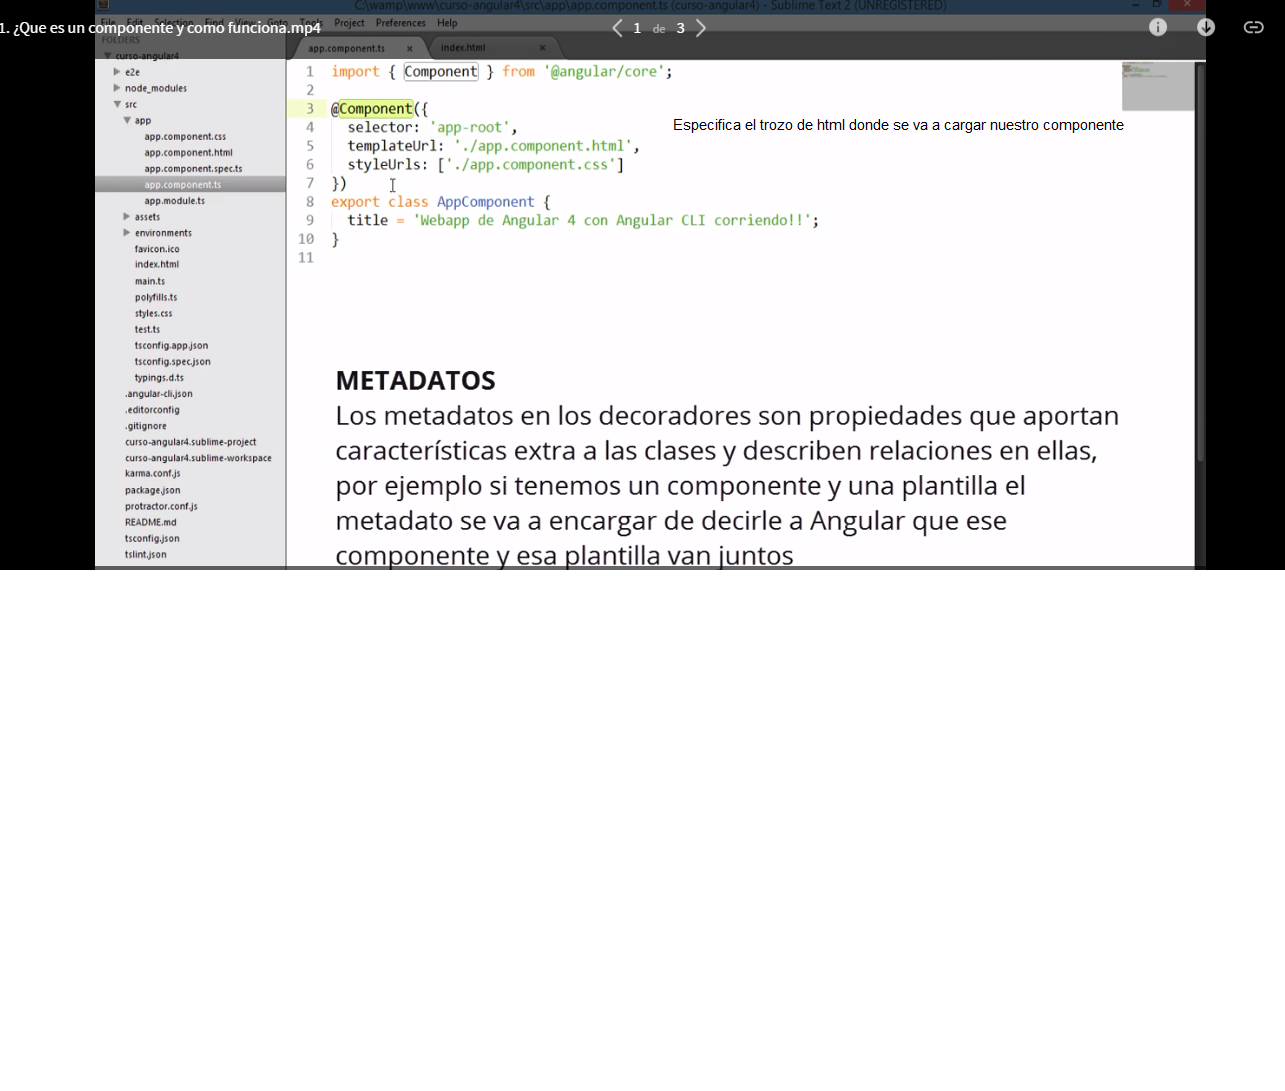 C:\wamp\www\curso-angular4\src\app\app.component.ts (curso-angular4) - Sublime Text 2 (UNREGISTERED)
File Edit Selection Find View Goto Tools Project Preferences Help
1. ¿Que es un componente y como funciona.mp4
1 de 3
FOLDERS
curso-angular4
e2e
node_modules
src
app
app.component.css
app.component.html
app.component.spec.ts
app.component.ts
app.module.ts
assets
environments
favicon.ico
index.html
main.ts
polyfills.ts
styles.css
test.ts
tsconfig.app.json
tsconfig.spec.json
typings.d.ts
.angular-cli.json
.editorconfig
.gitignore
curso-angular4.sublime-project
curso-angular4.sublime-workspace
karma.conf.js
package.json
protractor.conf.js
README.md
tsconfig.json
tslint.json
app.component.ts × index.html ×
1 import { Component } from '@angular/core';
2
3 @Component({
4 selector: 'app-root',
Especifica el trozo de html donde se va a cargar nuestro componente
5 templateUrl: './app.component.html',
6 styleUrls: ['./app.component.css']
7 })
8 export class AppComponent {
9 title = 'Webapp de Angular 4 con Angular CLI corriendo!!';
10 }
11
METADATOS
Los metadatos en los decoradores son propiedades que aportan
características extra a las clases y describen relaciones en ellas,
por ejemplo si tenemos un componente y una plantilla el
metadato se va a encargar de decirle a Angular que ese
componente y esa plantilla van juntos